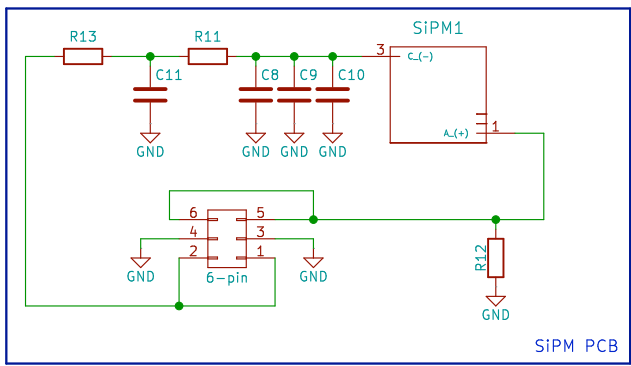 SiPM1
R13
R11
3
C_(-)
C11
C8
C9
C10
1
A_(+)
GND
GND
GND
GND
6
5
4
3
2
1
GND
6-pin
GND
R12
GND
SiPM PCB